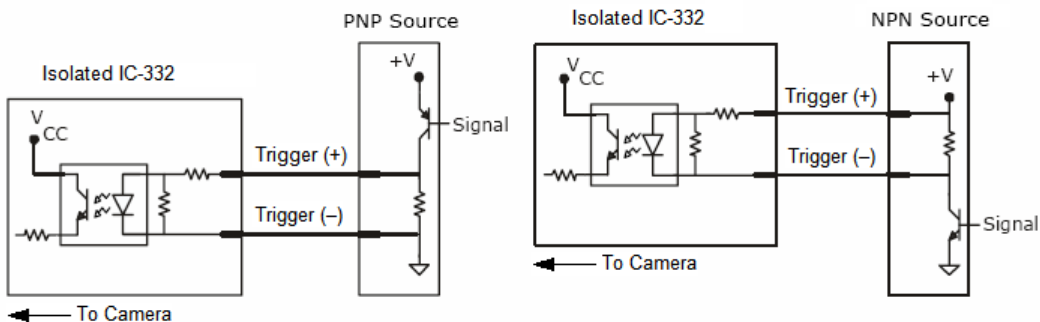 PNP Source
+V
Isolated IC-332
V
CC
Signal
Trigger (+)
Trigger (–)
To Camera
Isolated IC-332
NPN Source
V
CC
+V
Trigger (+)
Trigger (–)
Signal
To Camera